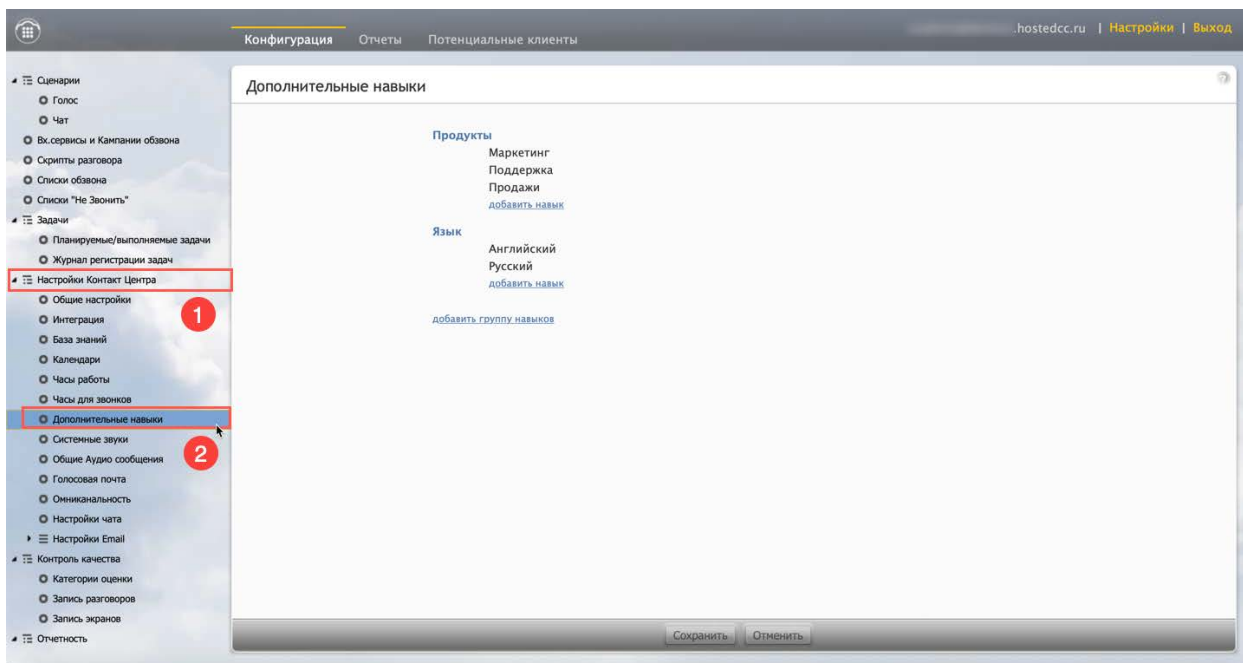 .hostedcc.ru | Настройки | Выход
Конфигурация Отчеты Потенциальные клиенты
Сценарии
Голос
Чат
Вх.сервисы и Кампании обзвона
Скрипты разговора
Списки обзвона
Списки "Не Звонить"
Задачи
Планируемые/выполняемые задачи
Журнал регистрации задач
Настройки Контакт Центра
Общие настройки
1
Интеграция
База знаний
Календари
Часы работы
Часы для звонков
Дополнительные навыки
Системные звуки
2
Общие Аудио сообщения
Голосовая почта
Омниканальность
Настройки чата
Настройки Email
Контроль качества
Категории оценки
Запись разговоров
Запись экранов
Отчетность
Дополнительные навыки
?
Продукты
Маркетинг
Поддержка
Продажи
добавить навык
Язык
Английский
Русский
добавить навык
добавить группу навыков
Сохранить Отменить